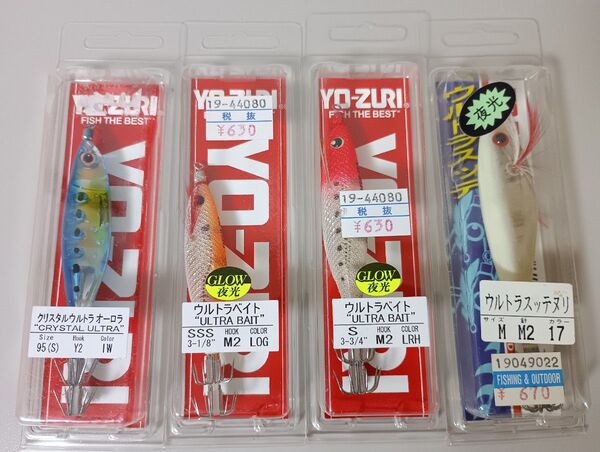 YO-ZURI
FISH THE BEST™
クリスタルウルトラ オーロラ
"CRYSTAL ULTRA"
Size Hook Color
95(S) Y2 IW
YO-ZURI
19-44080
税抜
¥630
GLOW
夜光
ウルトラベイト
"ULTRA BAIT"
SSS HOOK COLOR
3-1/8" M2 LOG
YO-ZURI
FISH THE BEST™
19-44080
税抜
¥630
GLOW
夜光
ウルトラベイト
"ULTRA BAIT"
S HOOK COLOR
3-3/4" M2 LRH
夜光
ウルトラスッテ
ウルトラスッテヌリ
サイズ 針 カラー
M M2 17
19049022
FISHING & OUTDOOR
¥670